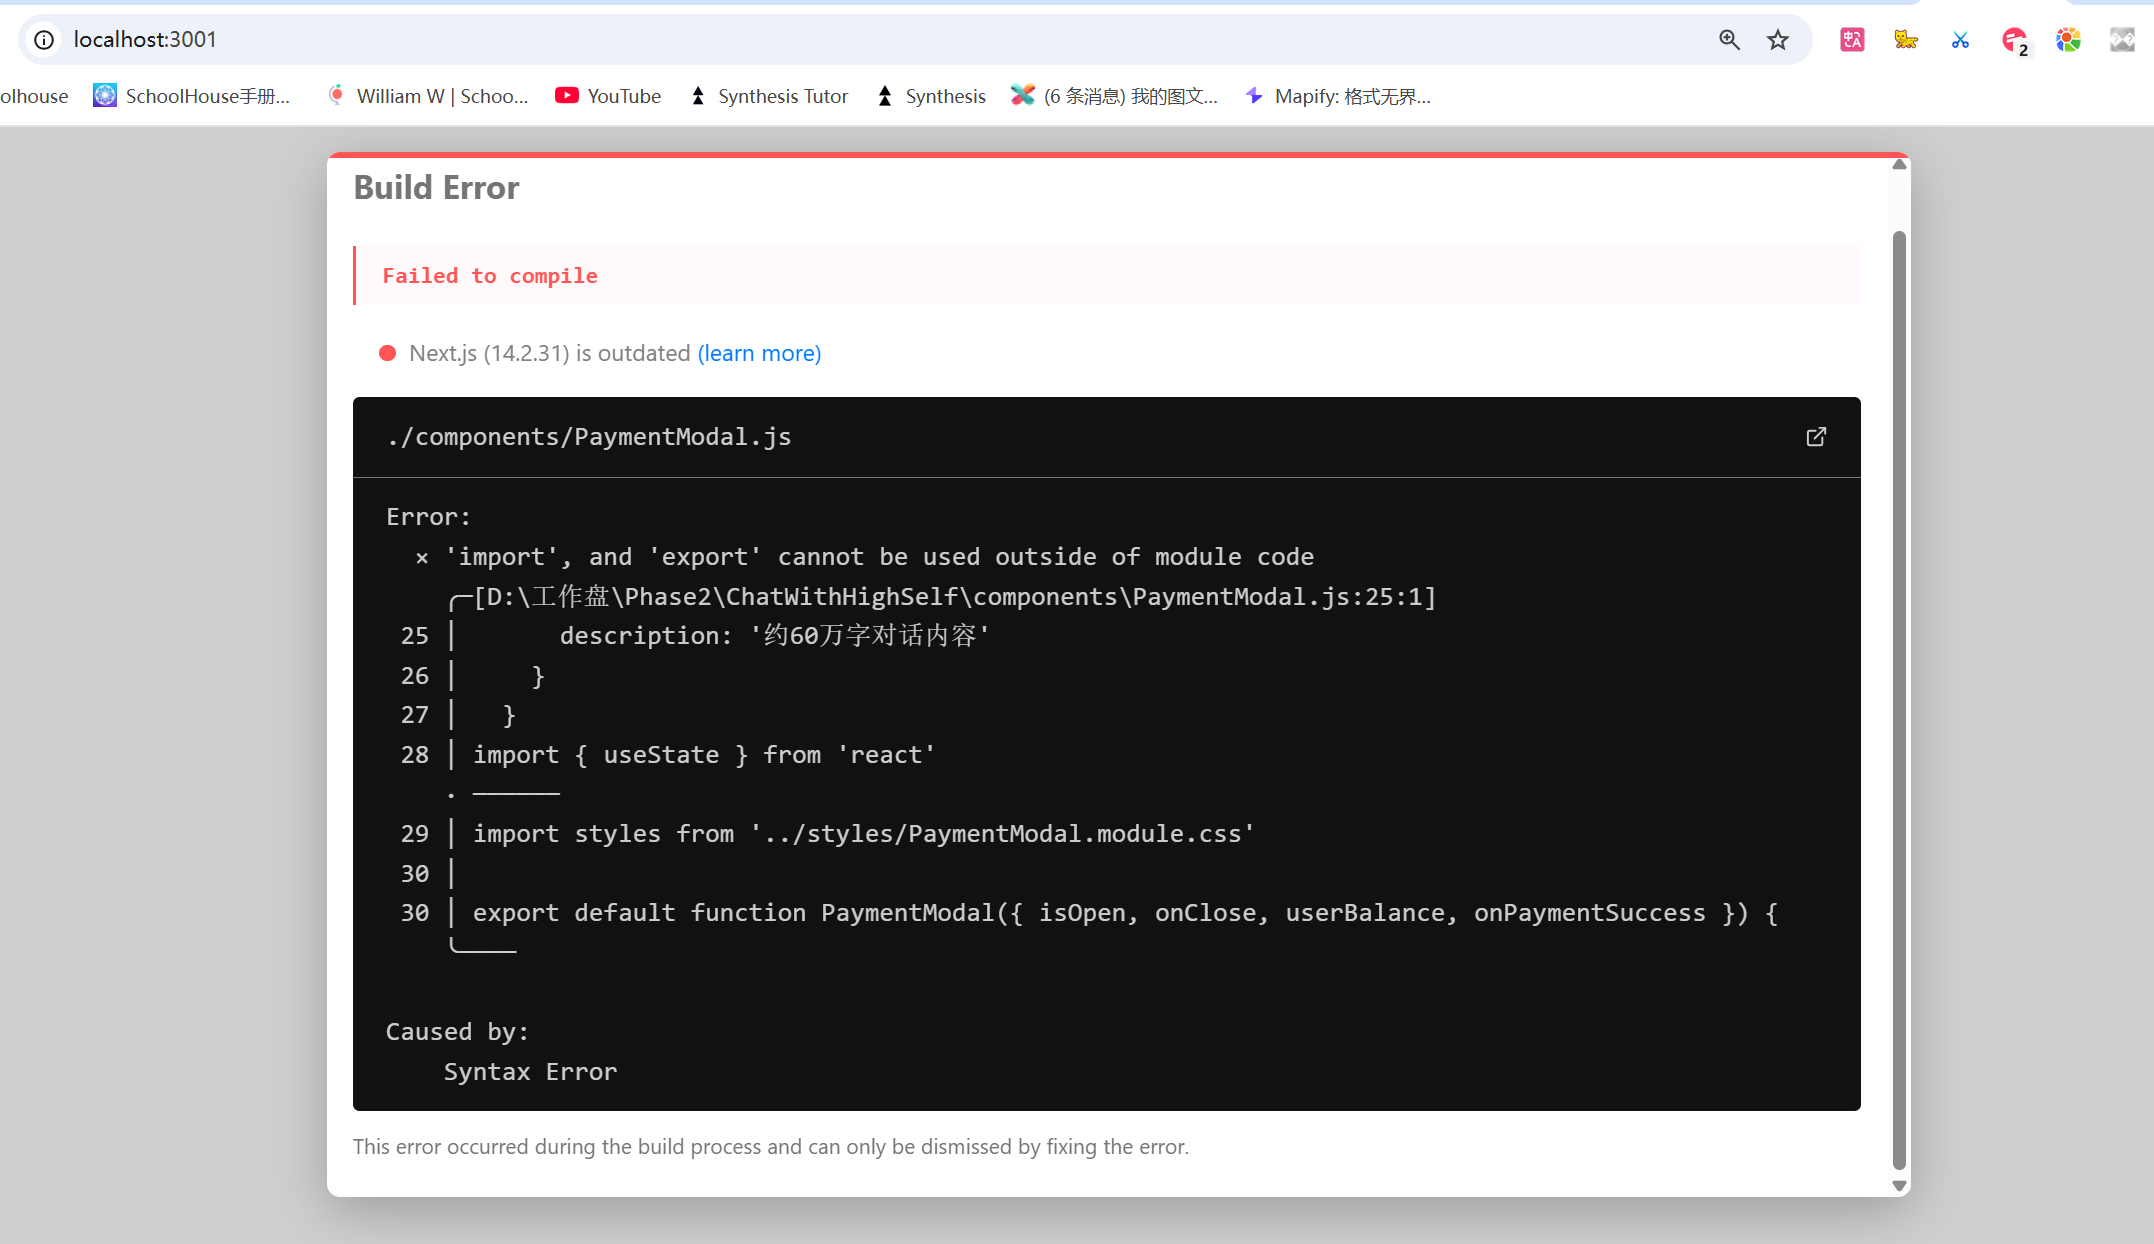 localhost:3001
2
olhouse SchoolHouse手册... William W | Schoo... YouTube Synthesis Tutor Synthesis (6 条消息) 我的图文... Mapify: 格式无界...
Build Error
Failed to compile
Next.js (14.2.31) is outdated (learn more)
./components/PaymentModal.js
Error:
× 'import', and 'export' cannot be used outside of module code
╭─[D:\工作盘\Phase2\ChatWithHighSelf\components\PaymentModal.js:25:1]
25 │       description: '约60万字对话内容'
26 │     }
27 │   }
28 │ import { useState } from 'react'
· ──────
29 │ import styles from '../styles/PaymentModal.module.css'
30 │
30 │ export default function PaymentModal({ isOpen, onClose, userBalance, onPaymentSuccess }) {
╰────
Caused by:
Syntax Error
This error occurred during the build process and can only be dismissed by fixing the error.